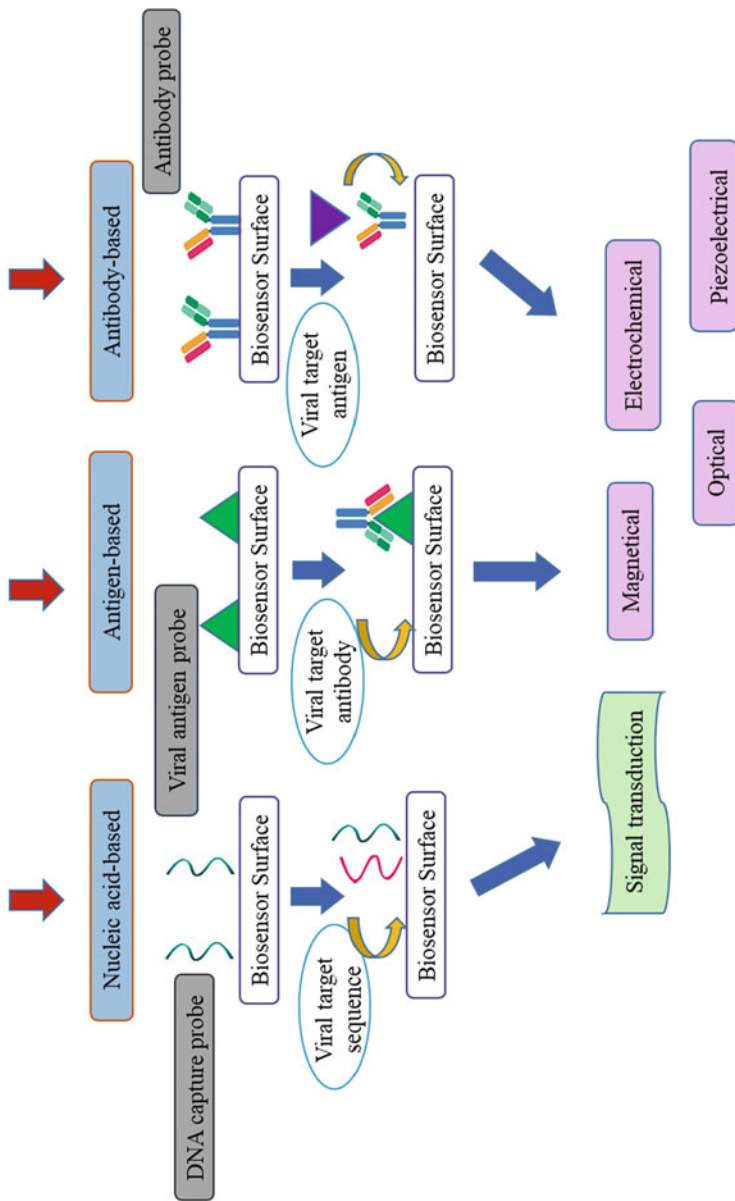 Nucleic acid-based
Antigen-based
Antibody-based
DNA capture probe
Viral antigen probe
Antibody probe
Biosensor Surface
Biosensor Surface
Biosensor Surface
Viral target
sequence
Viral target
antibody
Viral target
antigen
Biosensor Surface
Biosensor Surface
Biosensor Surface
Signal transduction
Magnetical
Electrochemical
Optical
Piezoelectrical